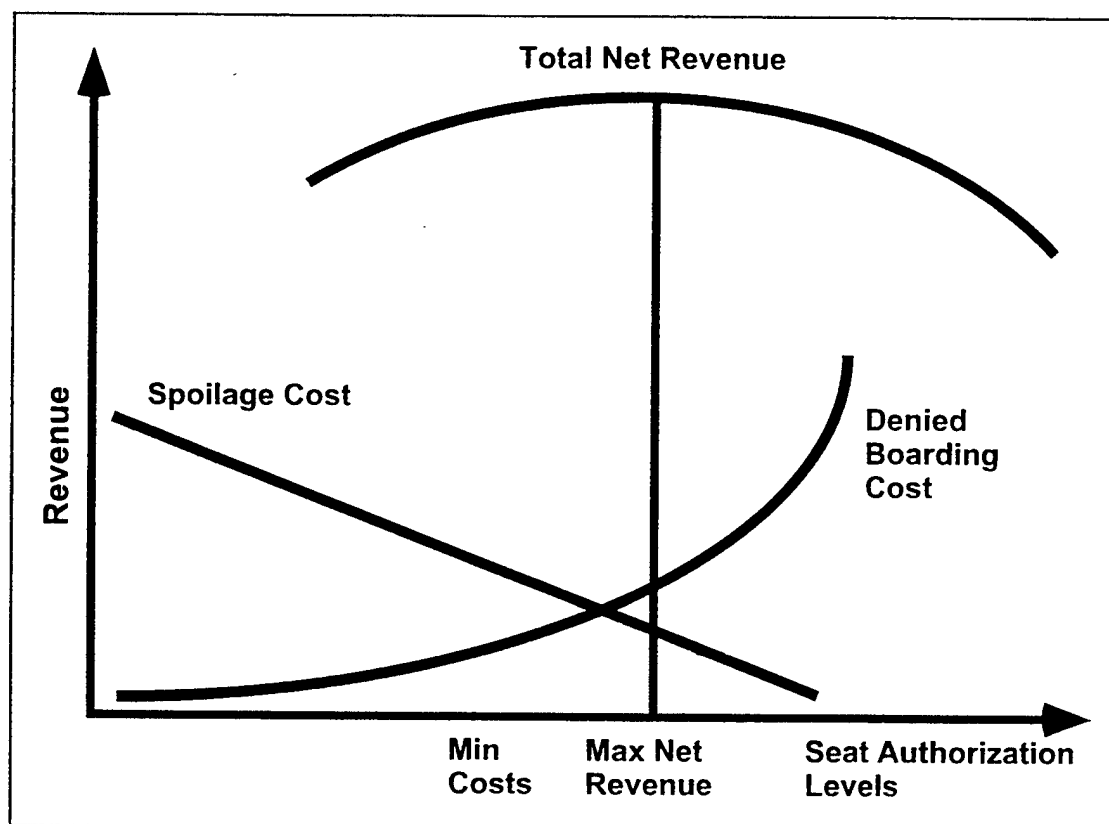 Total Net Revenue
Spoilage Cost
Denied
Boarding
Cost
Revenue
Min
Costs
Max Net
Revenue
Seat Authorization
Levels